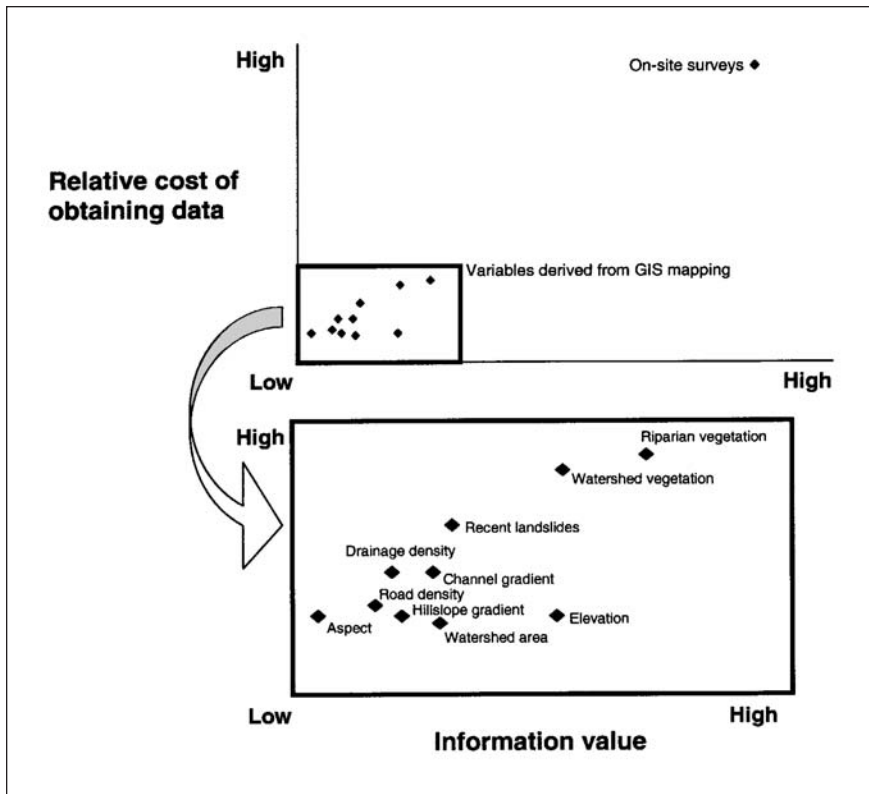 High
On-site surveys
Relative cost of
obtaining data
Variables derived from GIS mapping
Low
High
High
Riparian vegetation
Watershed vegetation
Recent landslides
Drainage density
Channel gradient
Road density
Hillslope gradient
Elevation
Aspect
Watershed area
Low
High
Information value